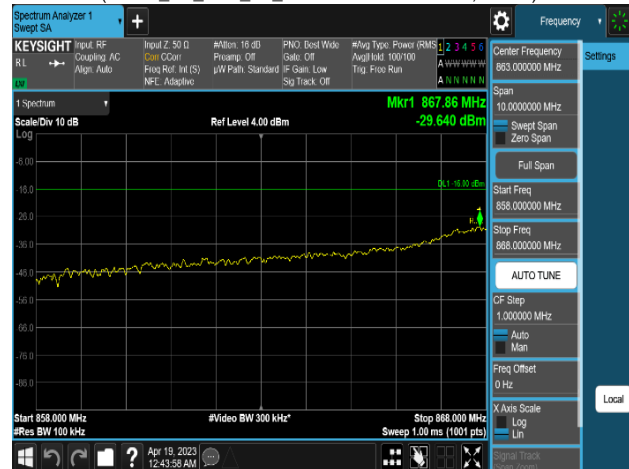 Spectrum Analyzer 1
Swept SA
+
Frequency
KEYSIGHT
Input: RF
Input Z: 50 Ω
#Atten: 16 dB
PNO: Best Wide
#Avg Type: Power (RMS
1 2 3 4 5 6
RL
Coupling: AC
Corr CCorr
Preamp: Off
Gate: Off
Avg|Hold: 100/100
A W W W W W
Align: Auto
Freq Ref: Int (S)
µW Path: Standard
IF Gain: Low
Trig: Free Run
NFE: Adaptive
Sig Track: Off
A N N N N N
1 Spectrum
Mkr1 867.86 MHz
Scale/Div 10 dB
Ref Level 4.00 dBm
-29.640 dBm
Log
-6.00
DL1 -16.00 dBm
-16.0
-26.0
-36.0
-46.0
-56.0
-66.0
-76.0
-86.0
Start 858.000 MHz
#Video BW 300 kHz*
Stop 868.000 MHz
#Res BW 100 kHz
Sweep 1.00 ms (1001 pts)
Center Frequency
863.000000 MHz
Settings
Span
10.0000000 MHz
Swept Span
Zero Span
Full Span
Start Freq
858.000000 MHz
Stop Freq
868.000000 MHz
AUTO TUNE
CF Step
1.000000 MHz
Auto
Man
Freq Offset
0 Hz
X Axis Scale
Log
Lin
Local
Signal Track
(Span Zoom)
?
Apr 19, 2023
12:43:58 AM